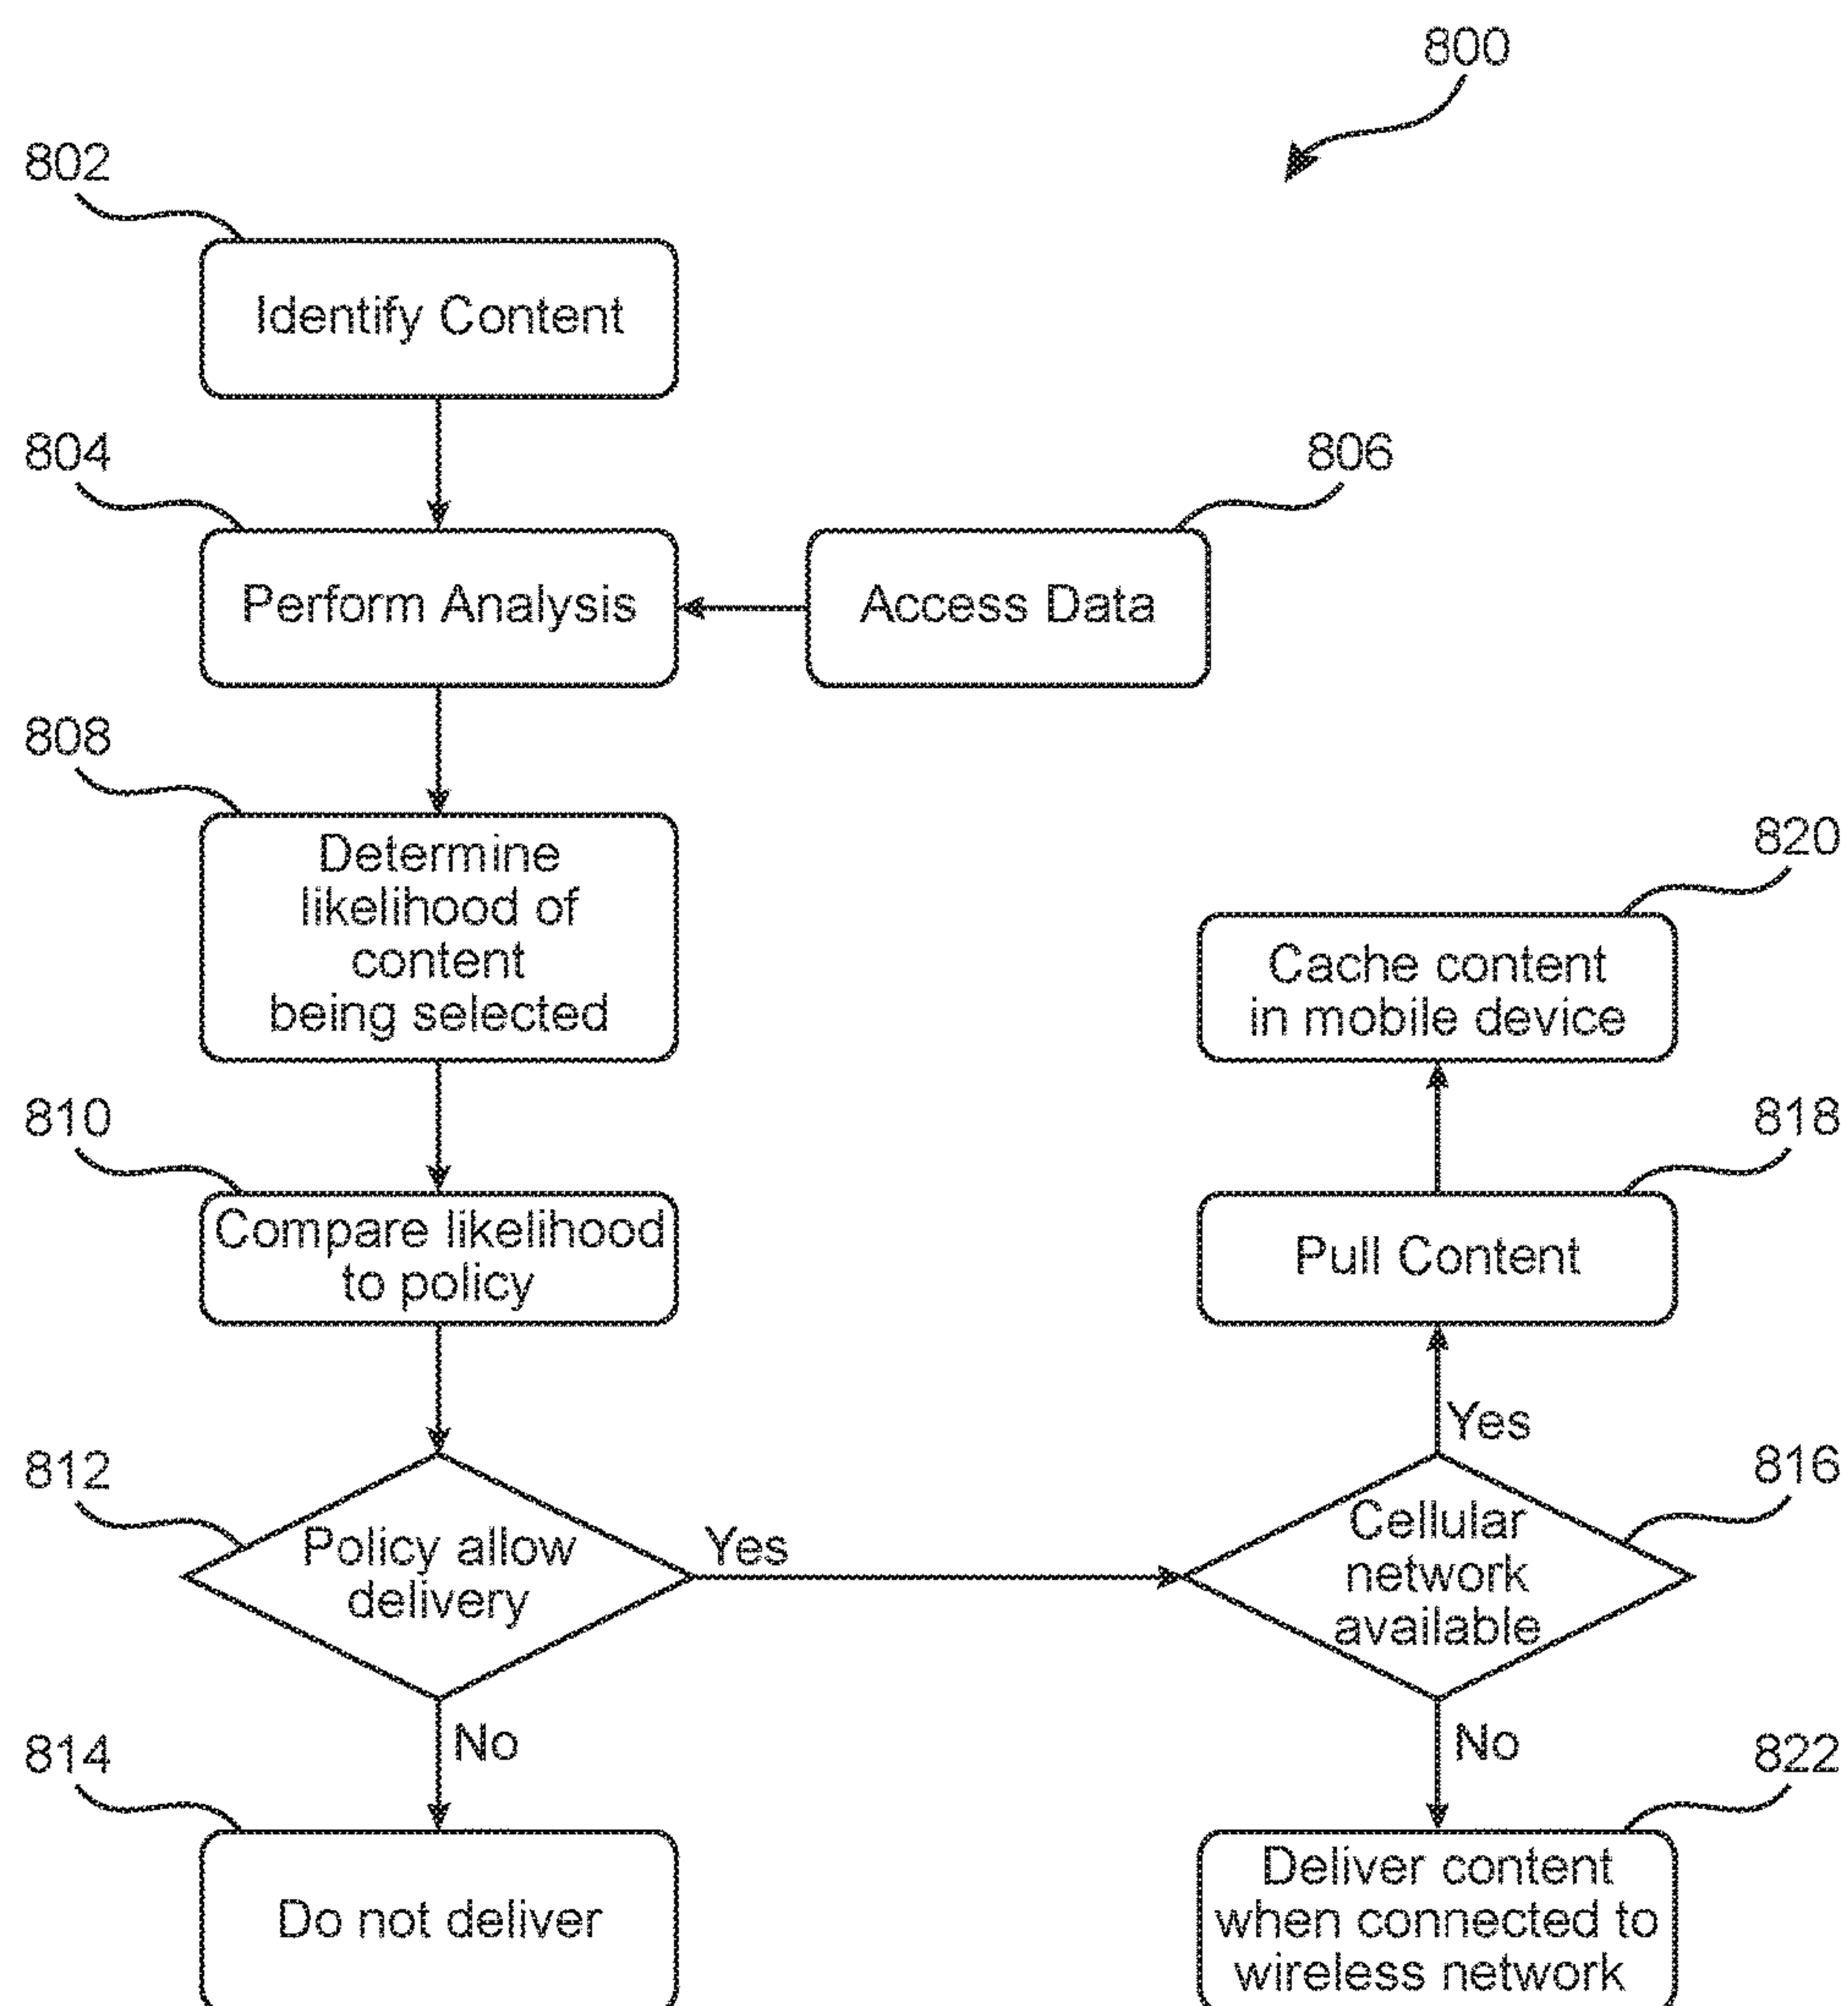 800
802
Identify Content
804
806
Perform Analysis
Access Data
808
Determine
likelihood of
content
being selected
820
Cache content
in mobile device
810
Compare likelihood
to policy
818
Pull Content
Yes
812
Policy allow
delivery
Yes
816
Cellular
network
available
No
No
814
Do not deliver
822
Deliver content
when connected to
wireless network